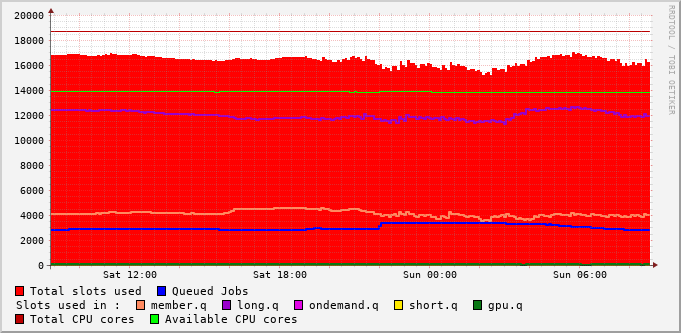 20000
18000
16000
14000
12000
10000
8000
6000
4000
2000
0
Sat 12:00 Sat 18:00 Sun 00:00 Sun 06:00
RRDTOOL / TOBI OETIKER
Total slots used Queued Jobs
Slots used in : member.q long.q ondemand.q short.q gpu.q
Total CPU cores Available CPU cores